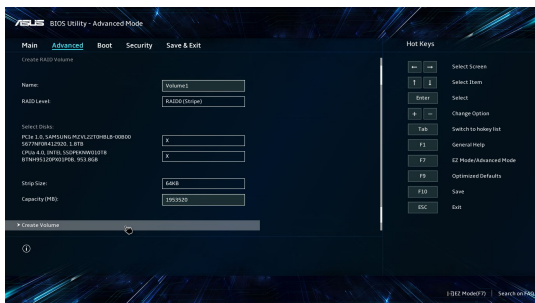 ASUS BIOS Utility - Advanced Mode
Main Advanced Boot Security Save & Exit
Hot Keys
Create RAID Volume
Name: Volume1
RAID Level: RAID0 (Stripe)
Select Disks:
PCIe 1.0, SAMSUNG MZVL22T0HBLB-00B00
S677NF0R412920, 1.8TB
X
CPUa 4.0, INTEL SSDPEKNW010T8
BTNH95120PX01P0B, 953.8GB
X
Strip Size: 64KB
Capacity (MB): 1953520
Create Volume
← → Select Screen
↑ ↓ Select Item
Enter Select
+ − Change Option
Tab Switch to hokey list
F1 General Help
F7 EZ Mode/Advanced Mode
F9 Optimized Defaults
F10 Save
ESC Exit
EZ Mode(F7) | Search on FAQ